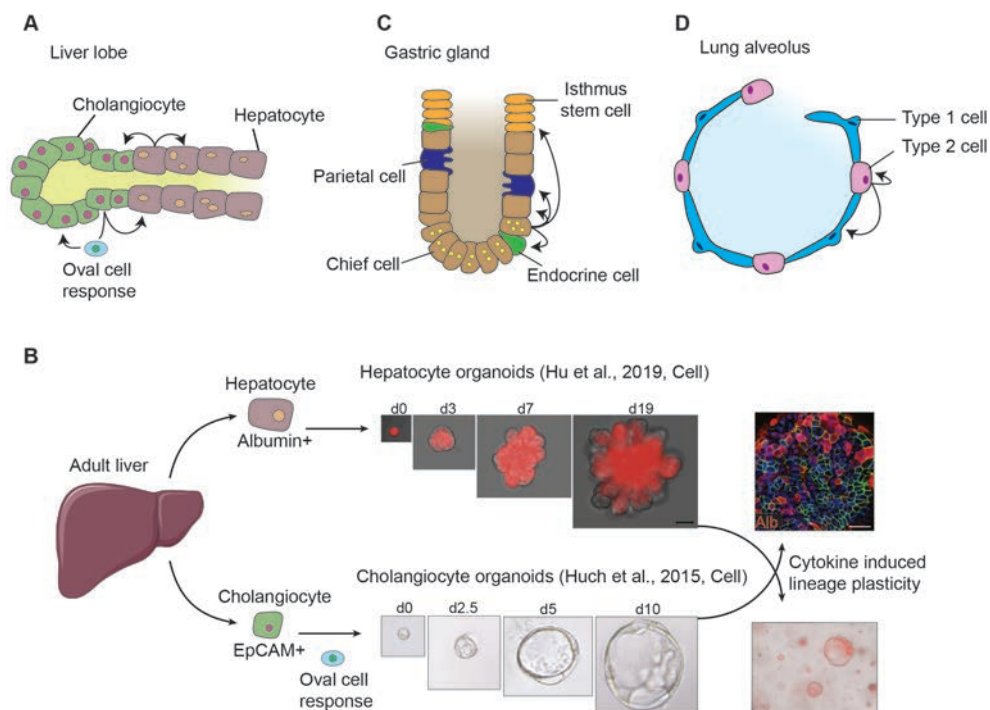 A
Liver lobe
Cholangiocyte
Hepatocyte
Oval cell
response
C
Gastric gland
Isthmus
stem cell
Parietal cell
Chief cell
Endocrine cell
D
Lung alveolus
Type 1 cell
Type 2 cell
B
Adult liver
Hepatocyte
Albumin+
Hepatocyte organoids (Hu et al., 2019, Cell)
d0
d3
d7
d19
Alb
Cytokine induced
lineage plasticity
Cholangiocyte
EpCAM+
Oval cell
response
Cholangiocyte organoids (Huch et al., 2015, Cell)
d0
d2.5
d5
d10